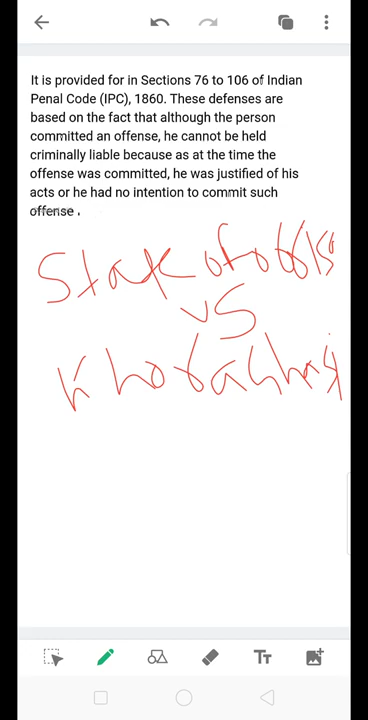 It is provided for in Sections 76 to 106 of Indian
Penal Code (IPC), 1860. These defenses are
based on the fact that although the person
committed an offense, he cannot be held
criminally liable because as at the time the
offense was committed, he was justified of his
acts or he had no intention to commit such
offense .
State of
vs
TT